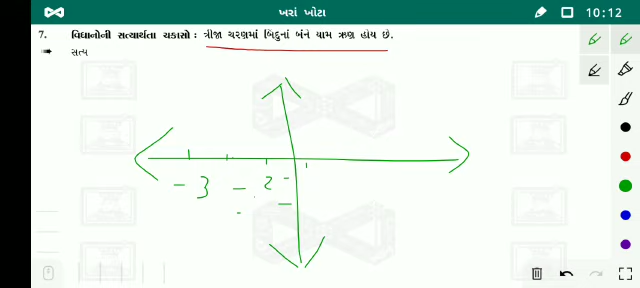 ખરાં ખોટા
10:12
7. વિધાનોની સત્યાર્થતા ચકાસો : ત્રીજા ચરણમાં બિંદુનાં બંને યામ ઋણ હોય છે.
➡ સત્ય
-3 -2